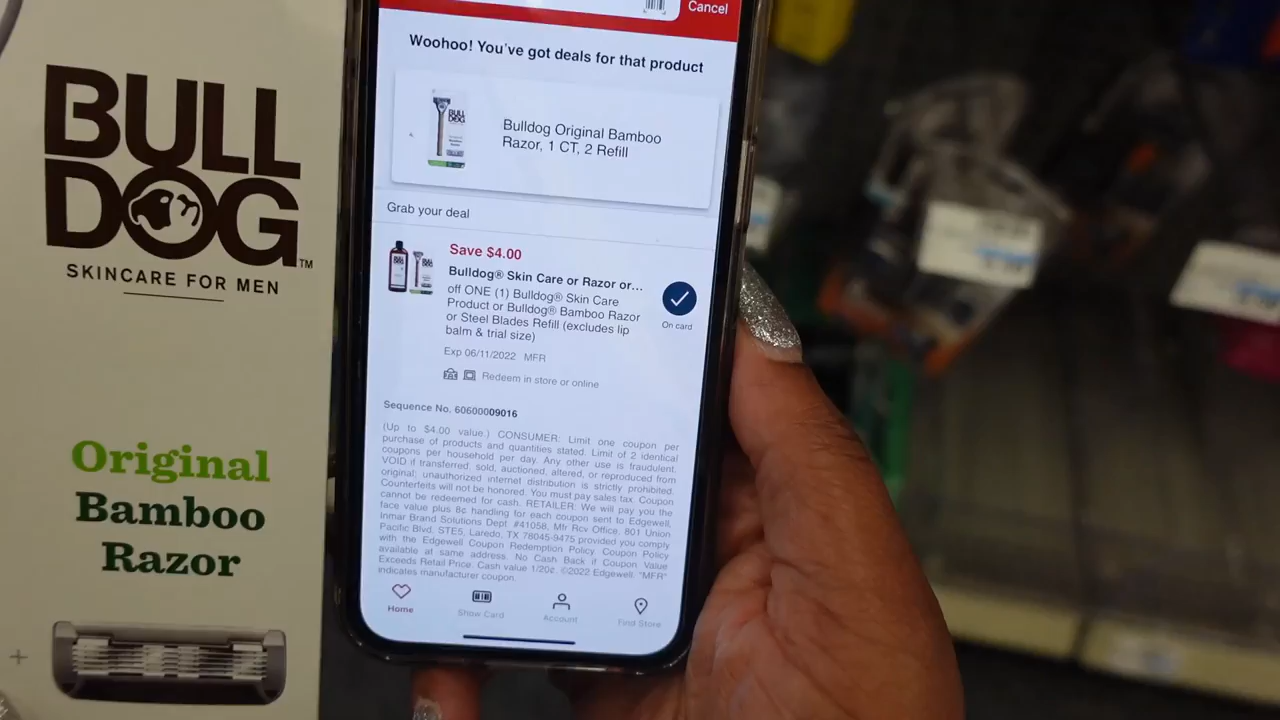 BULL
DOG™
SKINCARE FOR MEN
Original
Bamboo
Razor
+
Cancel
Woohoo! You've got deals for that product
Bulldog Original Bamboo
Razor, 1 CT, 2 Refill
Grab your deal
Save $4.00
Bulldog® Skin Care or Razor or...
off ONE (1) Bulldog® Skin Care
Product or Bulldog® Bamboo Razor
or Steel Blades Refill (excludes lip
balm & trial size)
On card
Exp 06/11/2022 MFR
Redeem in store or online
Sequence No. 60600009016
(Up to $4.00 value.) CONSUMER: Limit one coupon per
purchase of products and quantities stated. Limit of 2 identical
coupons per household per day. Any other use is fraudulent.
VOID if transferred, sold, auctioned, altered, or reproduced from
original; unauthorized internet distribution is strictly prohibited.
Counterfeits will not be honored. You must pay sales tax. Coupon
cannot be redeemed for cash. RETAILER: We will pay you the
face value plus 8¢ handling for each coupon sent to Edgewell,
Inmar Brand Solutions Dept. #41058, Mfr Rcv Office, 801 Union
Pacific Blvd. STE5, Laredo, TX 78045-9475 provided you comply
with the Edgewell Coupon Redemption Policy. Coupon Policy
available at same address. No Cash Back if Coupon Value
Exceeds Retail Price. Cash value 1/20¢. ©2022 Edgewell. "MFR"
indicates manufacturer coupon.
Home
Show Card
Account
Find Store